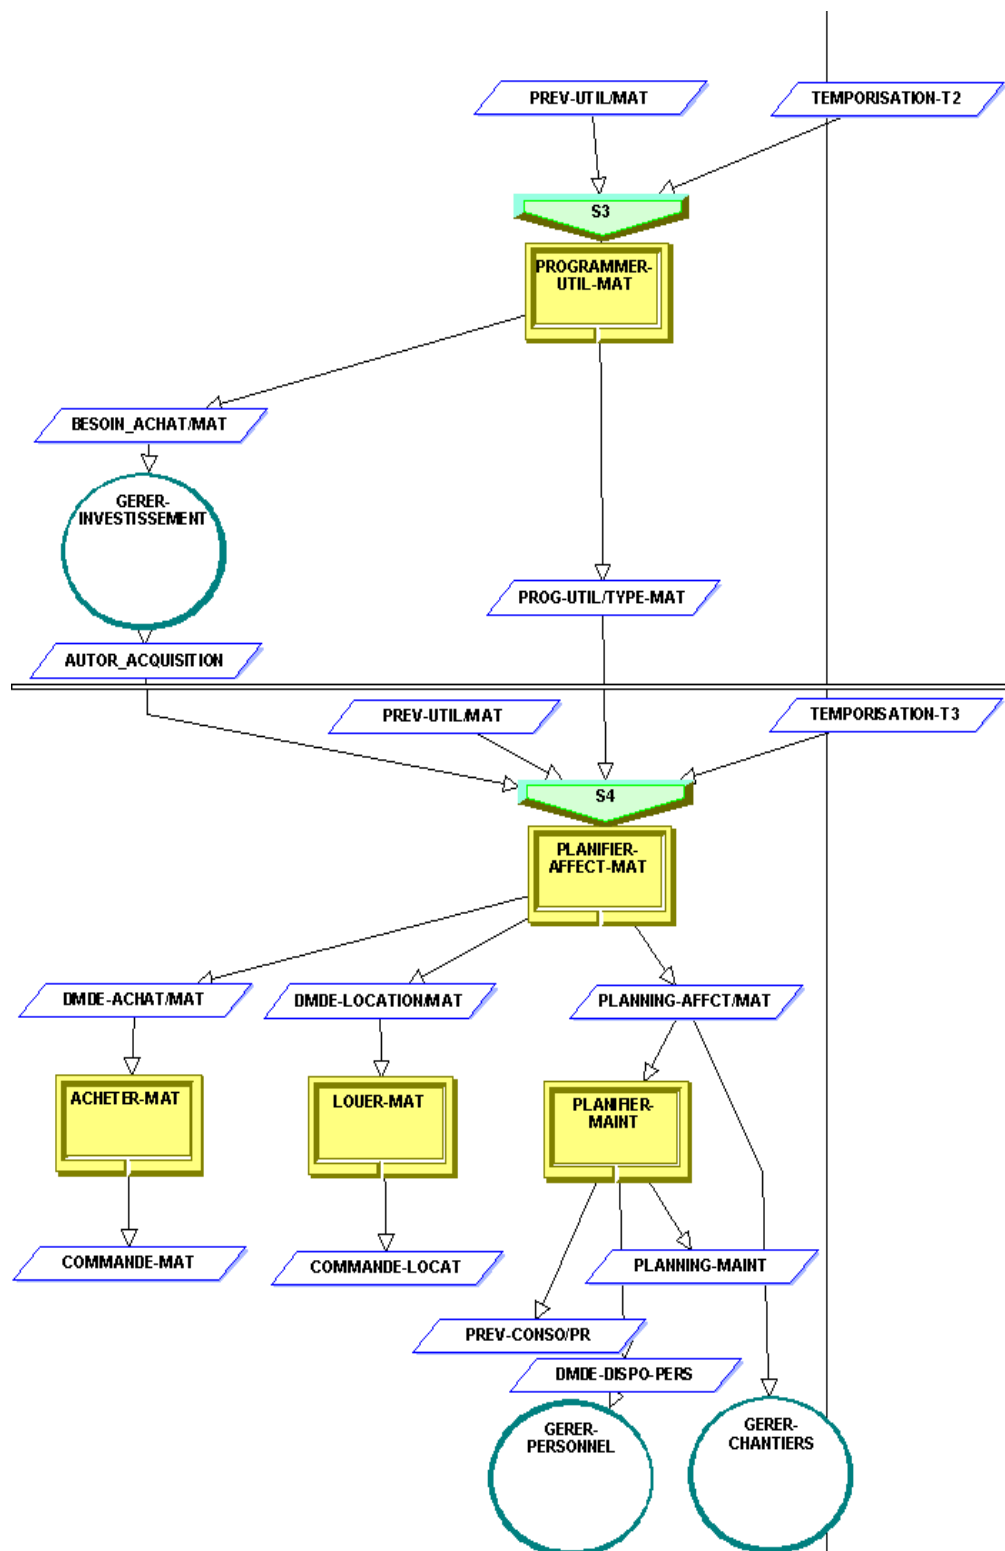 PREV-UTIL/MAT
TEMPORISATION-T2
S3
PROGRAMMER-
UTIL-MAT
BESOIN_ACHAT/MAT
GERER-
INVESTISSEMENT
PROG-UTIL/TYPE-MAT
AUTOR_ACQUISITION
PREV-UTIL/MAT
TEMPORISATION-T3
S4
PLANIFIER-
AFFECT-MAT
DMDE-ACHAT/MAT
DMDE-LOCATION/MAT
PLANNING-AFFCT/MAT
ACHETER-MAT
LOUER-MAT
PLANIFIER-
MAINT
COMMANDE-MAT
COMMANDE-LOCAT
PLANNING-MAINT
PREV-CONSO/PR
DMDE-DISPO-PERS
GERER-
PERSONNEL
GERER-
CHANTIERS